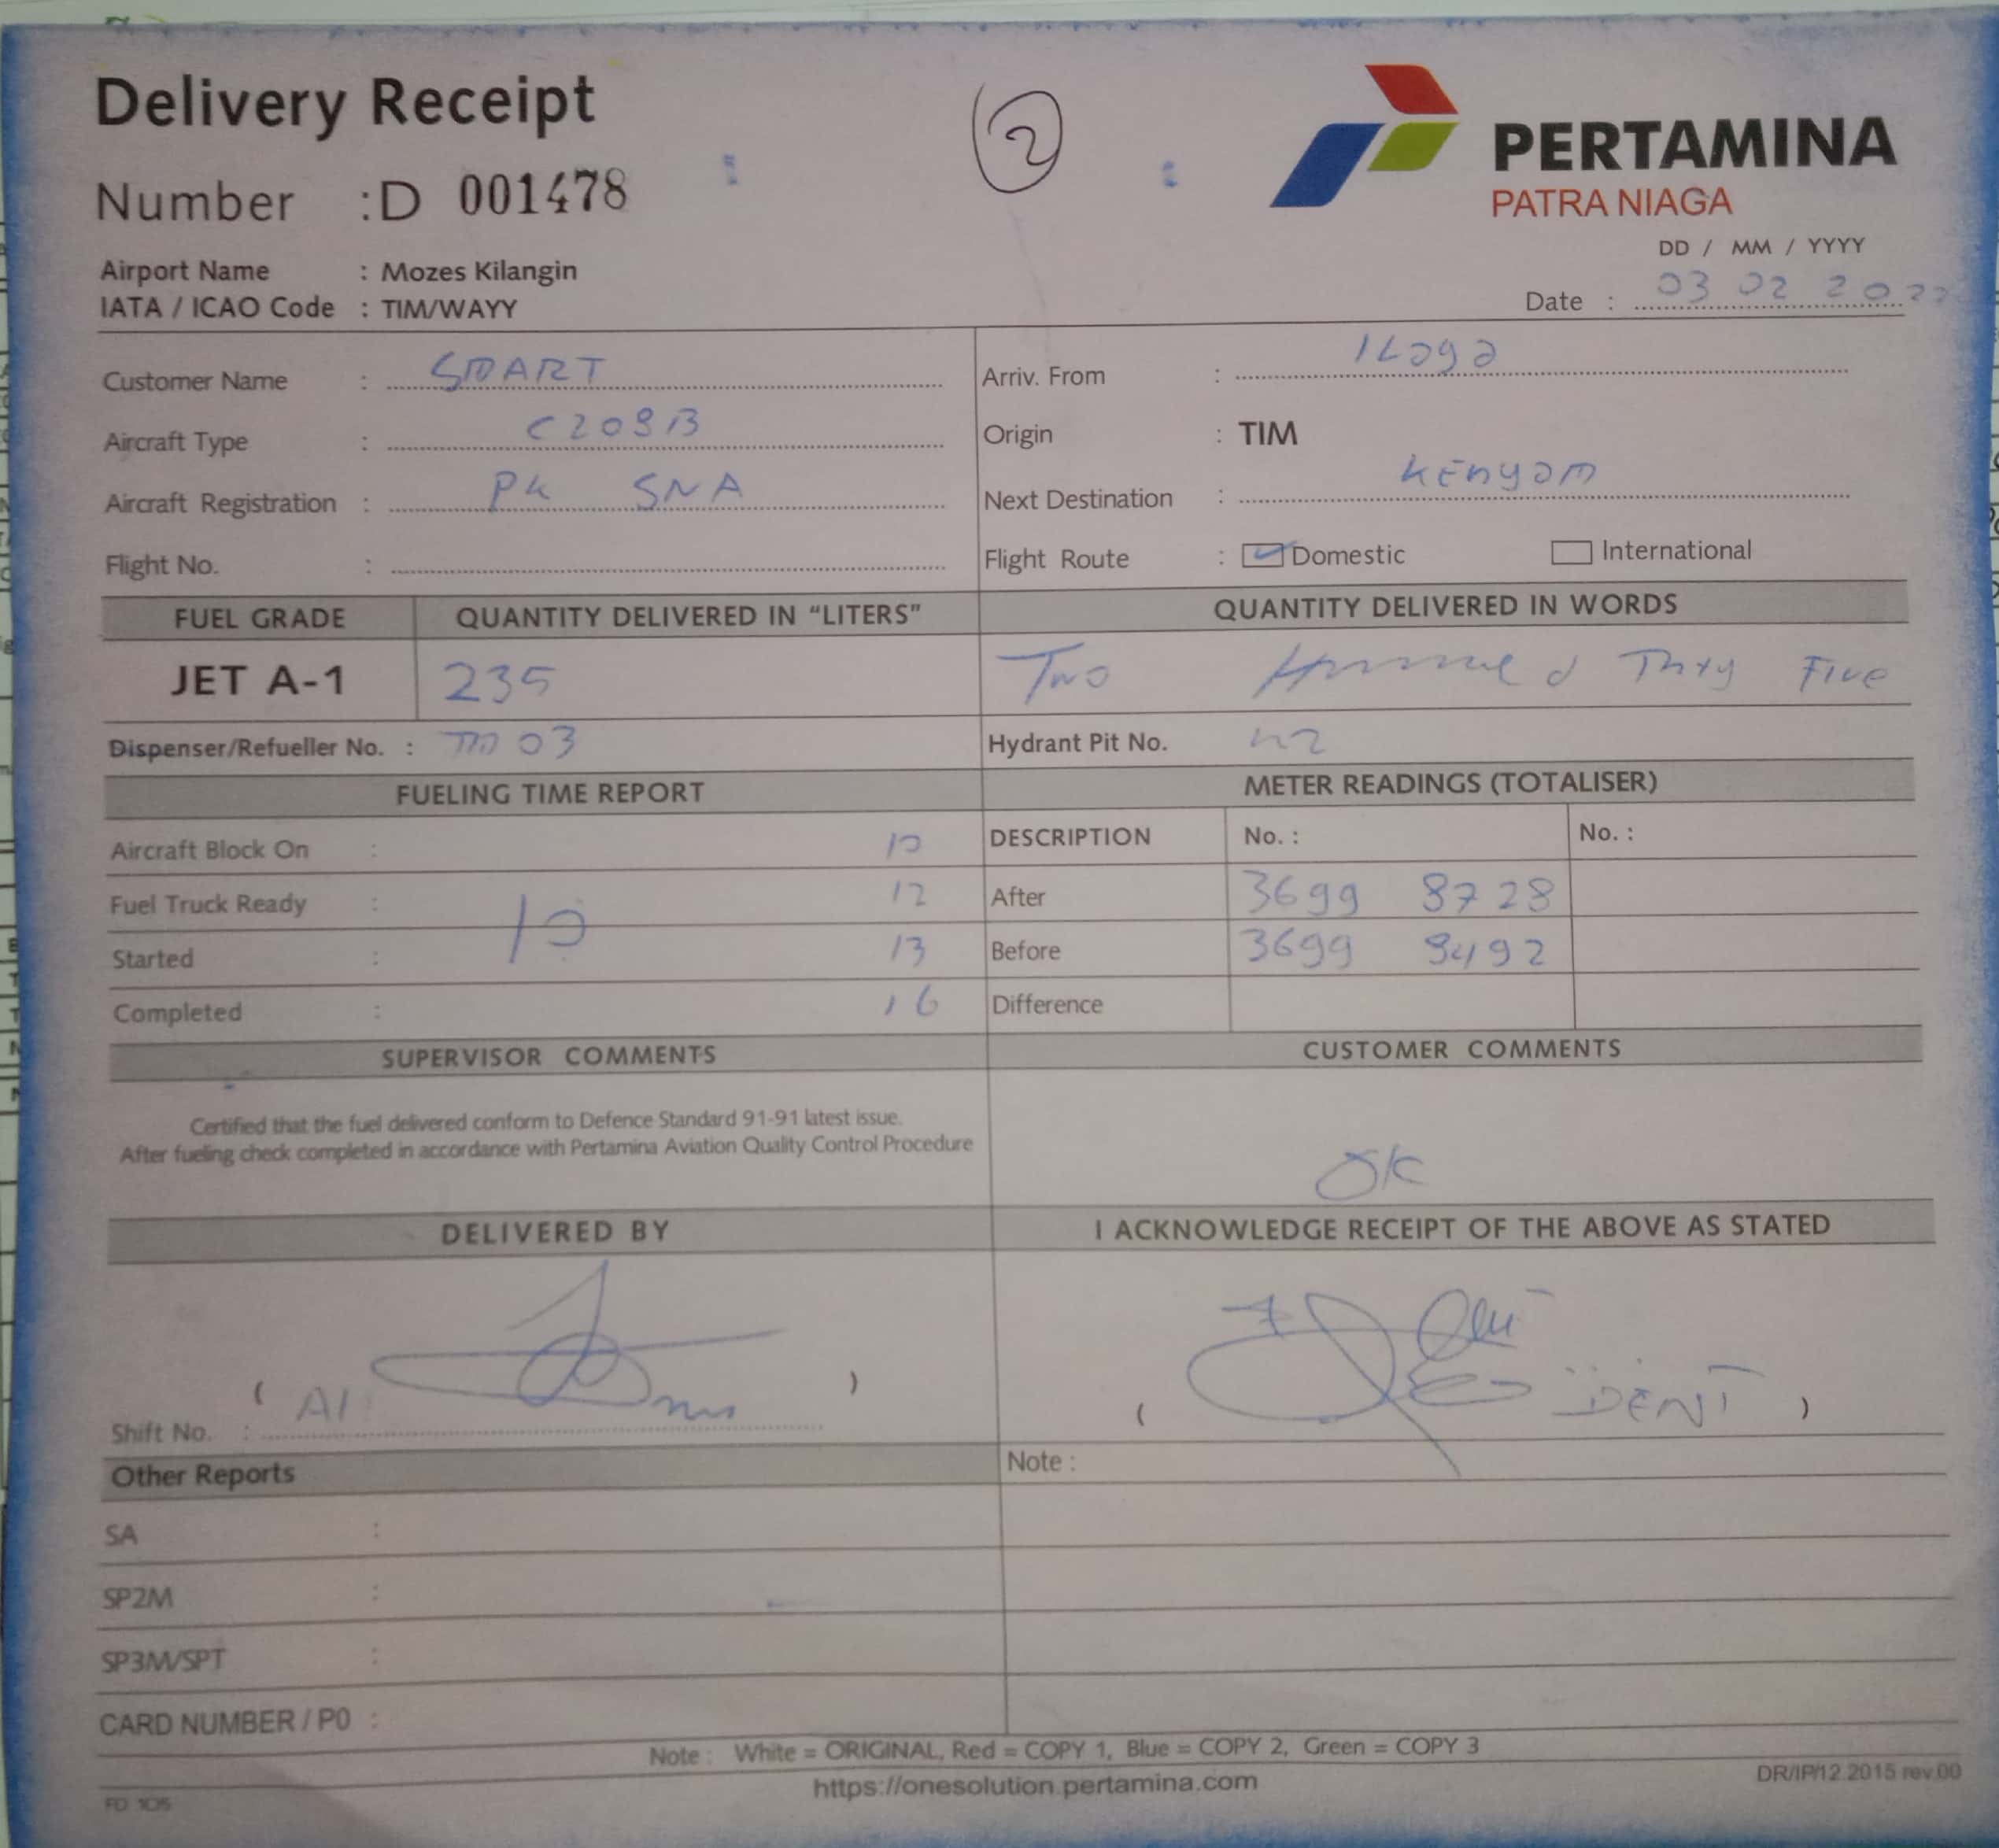 Delivery Receipt
2
PERTAMINA
PATRA NIAGA
Number : D 001478
DD / MM / YYYY
Airport Name : Mozes Kilangin
Date : 03 02 20
IATA / ICAO Code : TIM/WAYY
Customer Name : SMART
Arriv. From : ILaga
Aircraft Type : C208B
Origin : TIM
Aircraft Registration : PK SNA
Next Destination : KENYAM
Flight No. :
Flight Route : Domestic International
FUEL GRADE QUANTITY DELIVERED IN "LITERS" QUANTITY DELIVERED IN WORDS
JET A-1 235 Two Five
Dispenser/Refueller No. : 03
Hydrant Pit No.
FUELING TIME REPORT METER READINGS (TOTALISER)
Aircraft Block On : 10
DESCRIPTION No. : No. :
Fuel Truck Ready : 12
After 3699 8728
10
Started : 13
Before 3699 8492
Completed : 16
Difference
SUPERVISOR COMMENTS CUSTOMER COMMENTS
Certified that the fuel delivered conform to Defence Standard 91-91 latest issue.
After fueling check completed in accordance with Pertamina Aviation Quality Control Procedure
OK
DELIVERED BY I ACKNOWLEDGE RECEIPT OF THE ABOVE AS STATED
( )
( )
Shift No. :
Other Reports
Note :
SA :
SP2M :
SP3M/SPT :
CARD NUMBER / P0 :
Note : White = ORIGINAL, Red = COPY 1, Blue = COPY 2, Green = COPY 3
https://onesolution.pertamina.com
DR/IP/12.2015 rev.00
FD 105